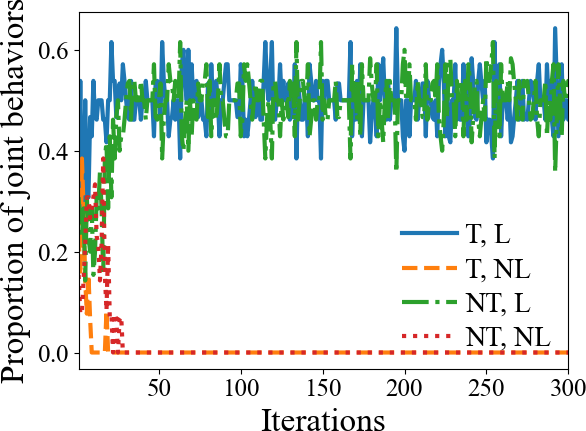 Proportion of joint behaviors
0.6
0.4
0.2
0.0
T, L
T, NL
NT, L
NT, NL
50
100
150
200
250
300
Iterations